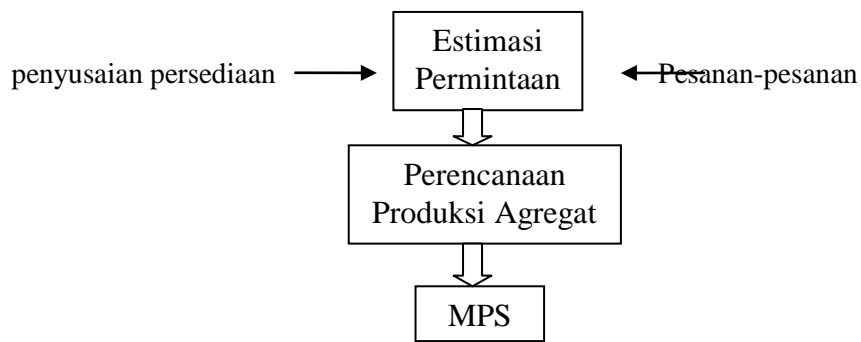 Estimasi
Permintaan
penyusaian persediaan
Pesanan-pesanan
Perencanaan
Produksi Agregat
MPS